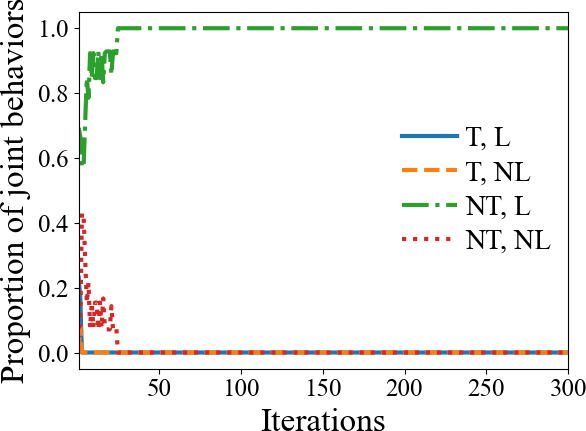 Proportion of joint behaviors
1.0
0.8
0.6
0.4
0.2
0.0
T, L
T, NL
NT, L
NT, NL
50
100
150
200
250
300
Iterations